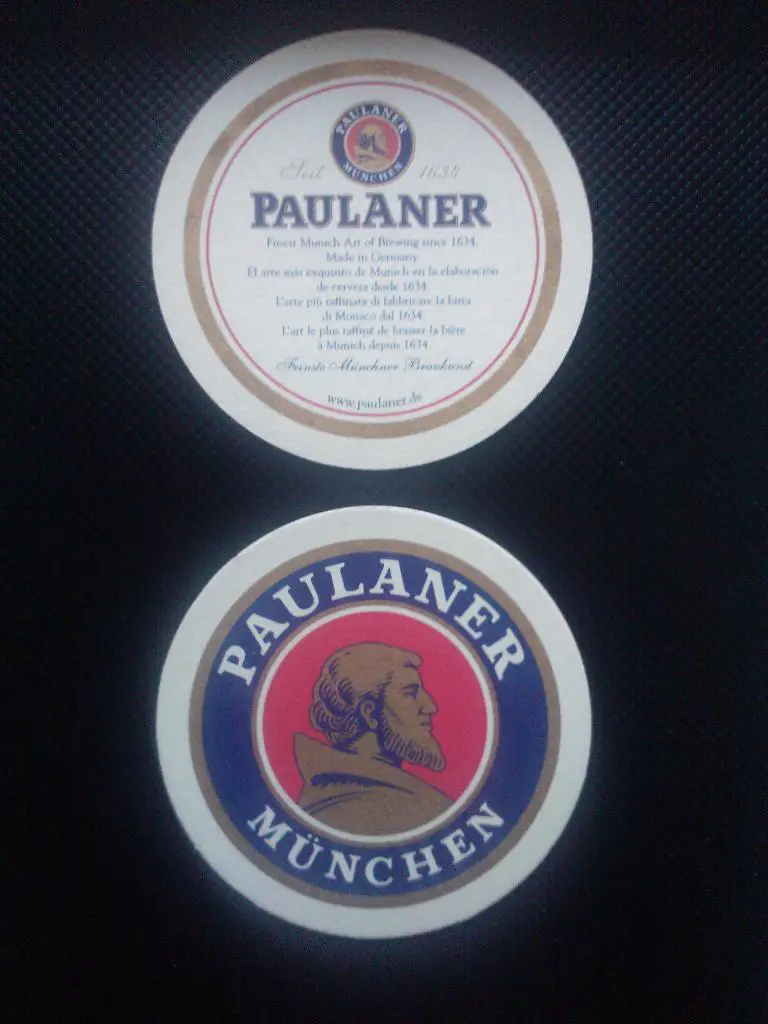 PAULANER
MÜNCHEN
Seit 1634
PAULANER
Finest Munich Art of Brewing since 1634.
Made in Germany.
El arte más exquisito de Munich en la elaboración
de cerveza desde 1634.
L'arte più raffinata di fabbricare la birra
di Monaco dal 1634.
L'art le plus raffiné de brasser la bière
à Munich depuis 1634.
Feinste Münchner Braukunst
www.paulaner.de
PAULANER
MÜNCHEN